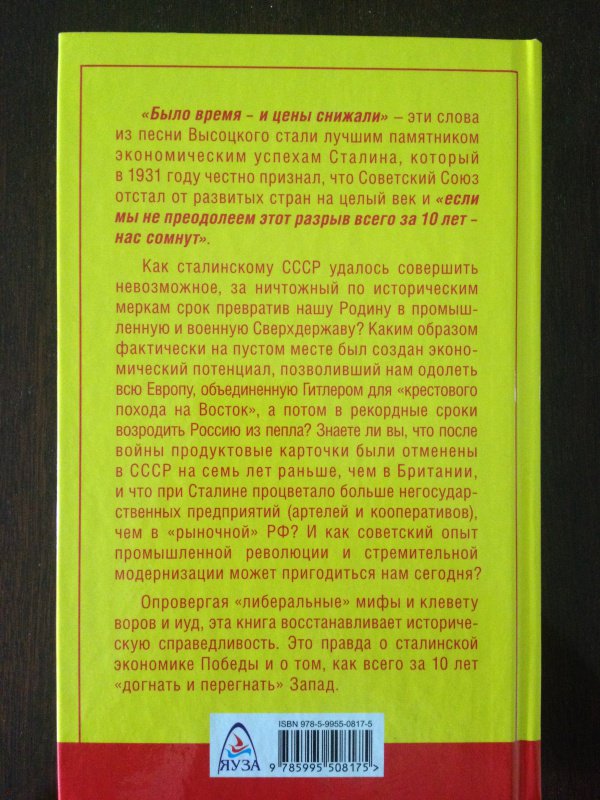 «Было время – и цены снижали» – эти слова
из песни Высоцкого стали лучшим памятником
экономическим успехам Сталина, который
в 1931 году честно признал, что Советский Союз
отстал от развитых стран на целый век и «если
мы не преодолеем этот разрыв всего за 10 лет –
нас сомнут».
Как сталинскому СССР удалось совершить
невозможное, за ничтожный по историческим
меркам срок превратив нашу Родину в промыш-
ленную и военную Сверхдержаву? Каким образом
фактически на пустом месте был создан эконо-
мический потенциал, позволивший нам одолеть
всю Европу, объединенную Гитлером для «крестового
похода на Восток», а потом в рекордные сроки
возродить Россию из пепла? Знаете ли вы, что после
войны продуктовые карточки были отменены
в СССР на семь лет раньше, чем в Британии,
и что при Сталине процветало больше негосудар-
ственных предприятий (артелей и кооперативов),
чем в «рыночной» РФ? И как советский опыт
промышленной революции и стремительной
модернизации может пригодиться нам сегодня?
Опровергая «либеральные» мифы и клевету
воров и иуд, эта книга восстанавливает историче-
скую справедливость. Это правда о сталинской
экономике Победы и о том, как всего за 10 лет
«догнать и перегнать» Запад.
ISBN 978-5-9955-0817-5
ЯУЗА
9 785995 508175>